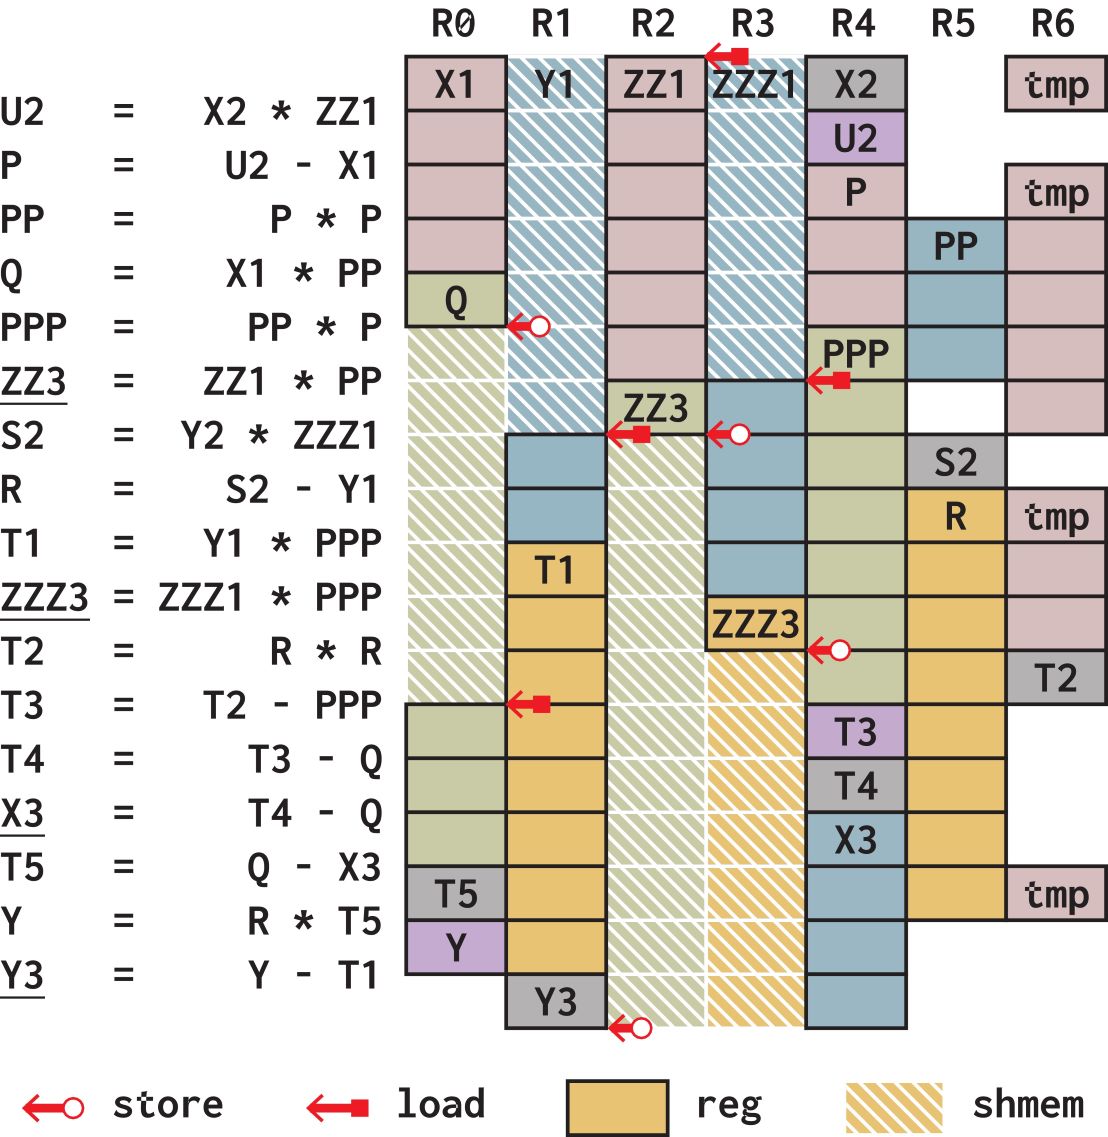 R0 R1 R2 R3 R4 R5 R6
X1 Y1 ZZ1 ZZZ1 X2 tmp
U2 = X2 * ZZ1
U2
P = U2 - X1
P tmp
PP = P * P
PP
Q = X1 * PP
Q
PPP = PP * P
PPP
ZZ3 = ZZ1 * PP
ZZ3
S2 = Y2 * ZZZ1
S2
R = S2 - Y1
R tmp
T1 = Y1 * PPP
T1
ZZZ3 = ZZZ1 * PPP
ZZZ3
T2 = R * R
T2
T3 = T2 - PPP
T3
T4 = T3 - Q
T4
X3 = T4 - Q
X3
T5 = Q - X3
T5 tmp
Y = R * T5
Y
Y3 = Y - T1
Y3
store load reg shmem